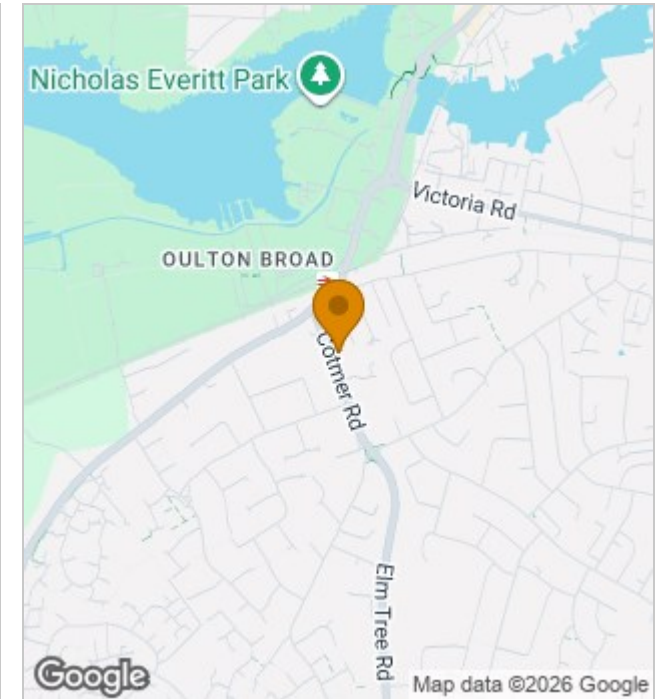 Nicholas Everitt Park
Victoria Rd
OULTON BROAD
Cotmer Rd
Elm Tree Rd
Google
Map data ©2026 Google